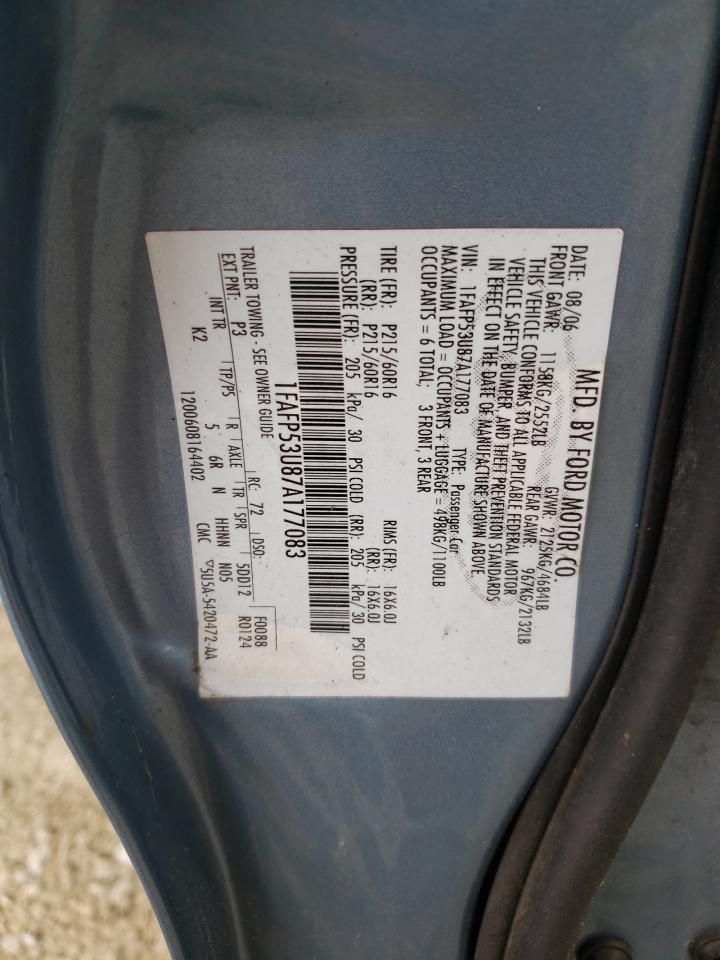 MFD. BY FORD MOTOR CO.
DATE: 08/06 GVWR: 2125KG/4684LB
FRONT GAWR: 1158KG/2552LB REAR GAWR: 967KG/2132LB
THIS VEHICLE CONFORMS TO ALL APPLICABLE FEDERAL MOTOR
VEHICLE SAFETY, BUMPER, AND THEFT PREVENTION STANDARDS
IN EFFECT ON THE DATE OF MANUFACTURE SHOWN ABOVE
VIN: 1FAFP53U87A177083 TYPE: Passenger Car
MAXIMUM LOAD = OCCUPANTS + LUGGAGE = 498KG/1100LB
OCCUPANTS = 6 TOTAL; 3 FRONT, 3 REAR
TIRE (FR): P215/60R16 RIMS (FR): 16X6.0J
(RR): P215/60R16 (RR): 16X6.0J
PRESSURE (FR): 205 kPa/ 30 PSI COLD (RR): 205 kPa/ 30 PSI COLD
1FAFP53U87A177083
TRAILER TOWING - SEE OWNER GUIDE RC: 72 DSO: F0088
EXT PNT: P3 R0124
INT TR TP/PS R AXLE TR SPR 5DD12
K2 5 6R N HHNN N05
1200608164402 CMC ▽5U5A-5420472-AA